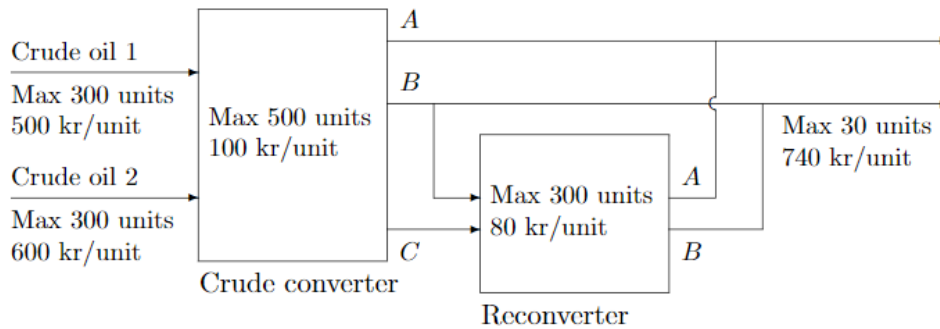 Crude oil 1
Max 300 units
500 kr/unit
Crude oil 2
Max 300 units
600 kr/unit
Max 500 units
100 kr/unit
Crude converter
A
B
C
Max 300 units
80 kr/unit
Reconverter
A
B
Max 30 units
740 kr/unit